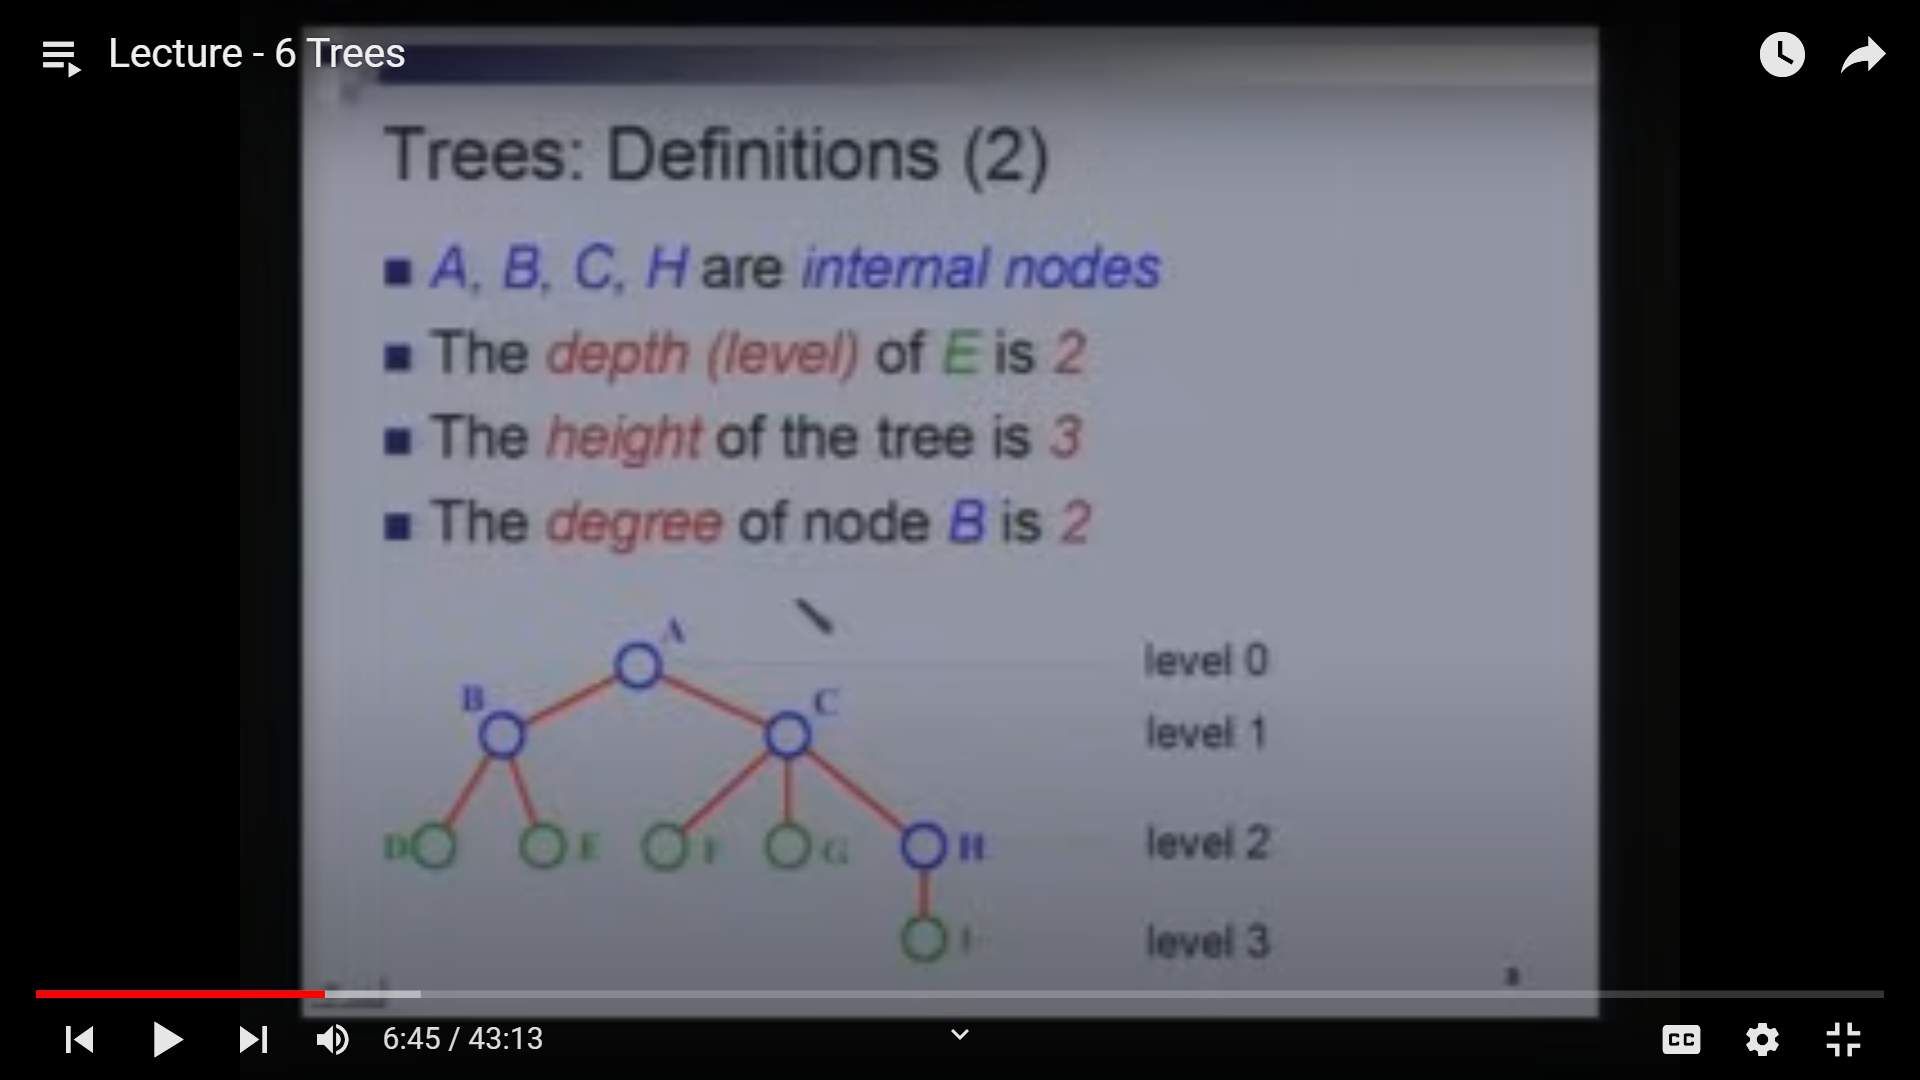 Lecture - 6 Trees
Trees: Definitions (2)
A, B, C, H are internal nodes
The depth (level) of E is 2
The height of the tree is 3
The degree of node B is 2
A
level 0
B
C
level 1
D
E
F
G
H
level 2
I
level 3
6:45 / 43:13
CC